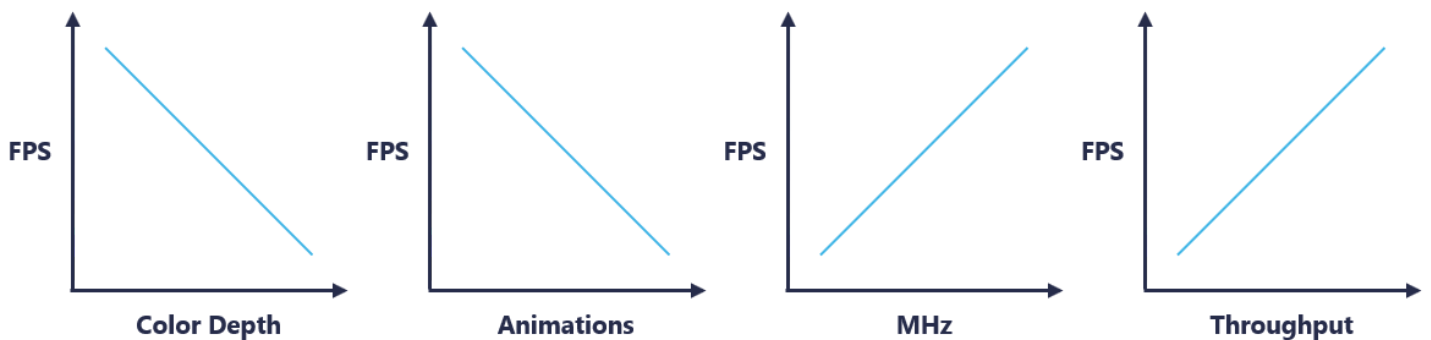 FPS
Color Depth
FPS
Animations
FPS
MHz
FPS
Throughput